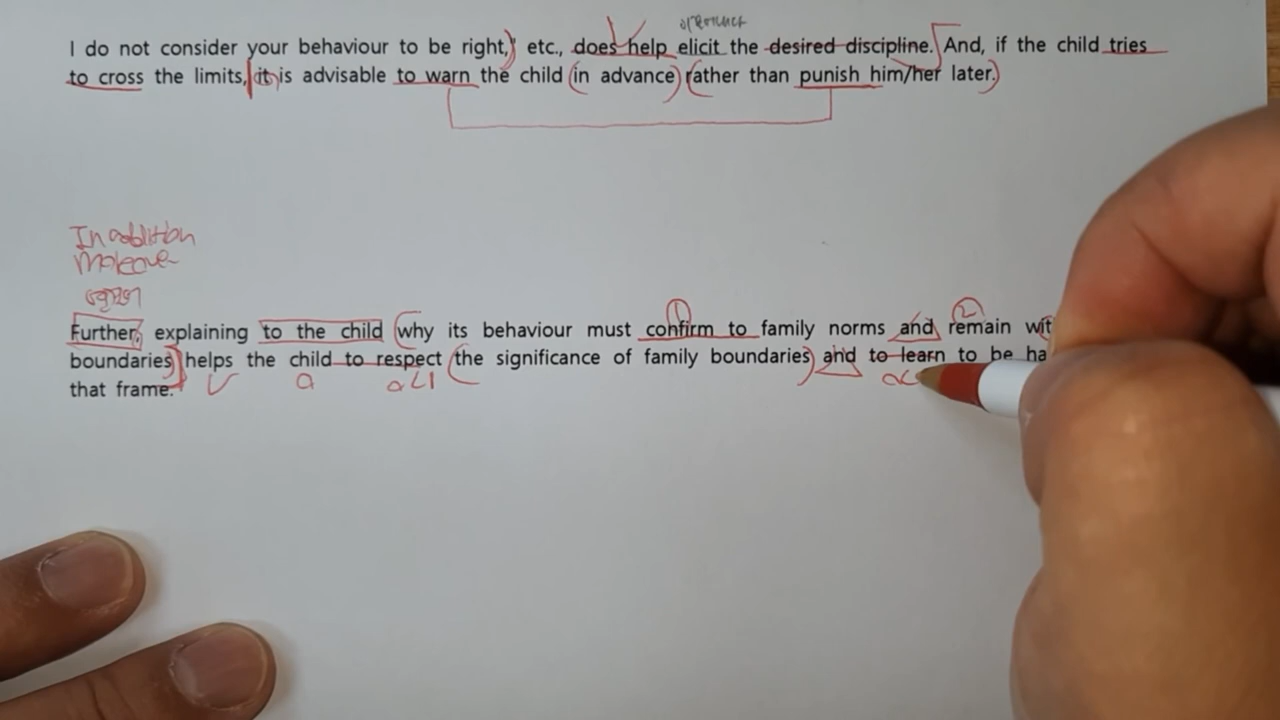 I do not consider your behaviour to be right," etc., does help elicit the desired discipline. And, if the child tries
to cross the limits, it is advisable to warn the child in advance rather than punish him/her later.
In addition
Moreover
Further, explaining to the child why its behaviour must confirm to family norms and remain wit
boundaries helps the child to respect the significance of family boundaries and to learn to be ha
that frame.